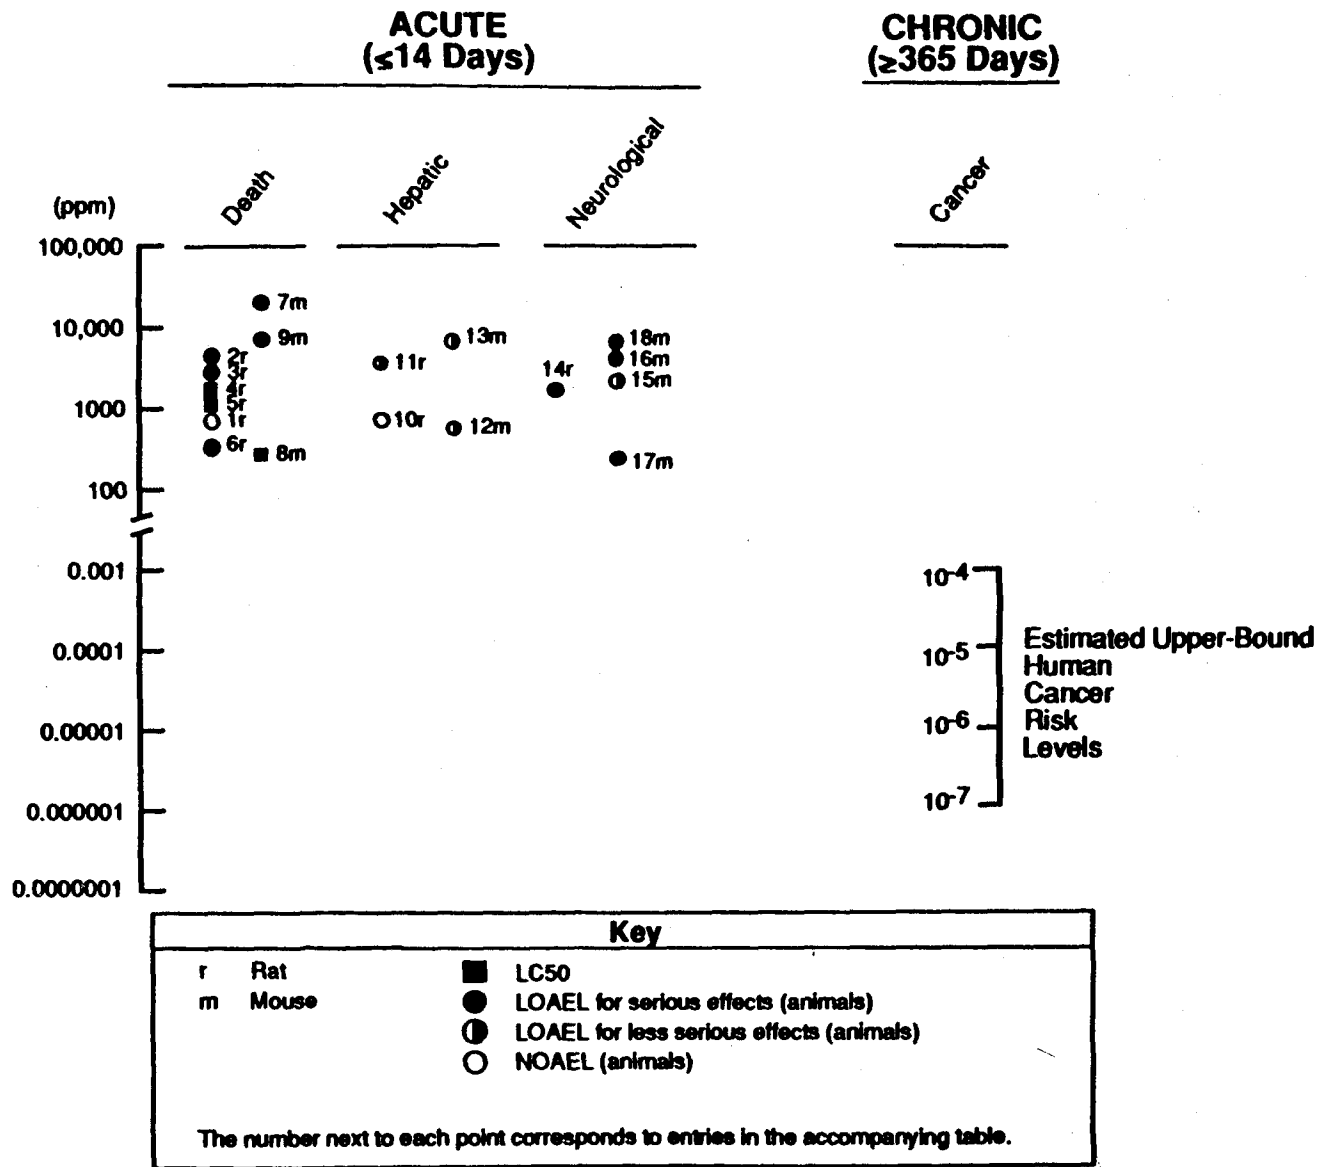 ACUTE
(≤14 Days)
CHRONIC
(≥365 Days)
Death
Hepatic
Neurological
Cancer
(ppm)
100,000
10,000
1000
100
0.001
0.0001
0.00001
0.000001
0.0000001
7m
9m
2r
3r
4r
5r
1r
6r
8m
13m
11r
10r
12m
14r
18m
16m
15m
17m
10-4
10-5
10-6
10-7
Estimated Upper-Bound
Human
Cancer
Risk
Levels
Key
r Rat
m Mouse
LC50
LOAEL for serious effects (animals)
LOAEL for less serious effects (animals)
NOAEL (animals)
The number next to each point corresponds to entries in the accompanying table.